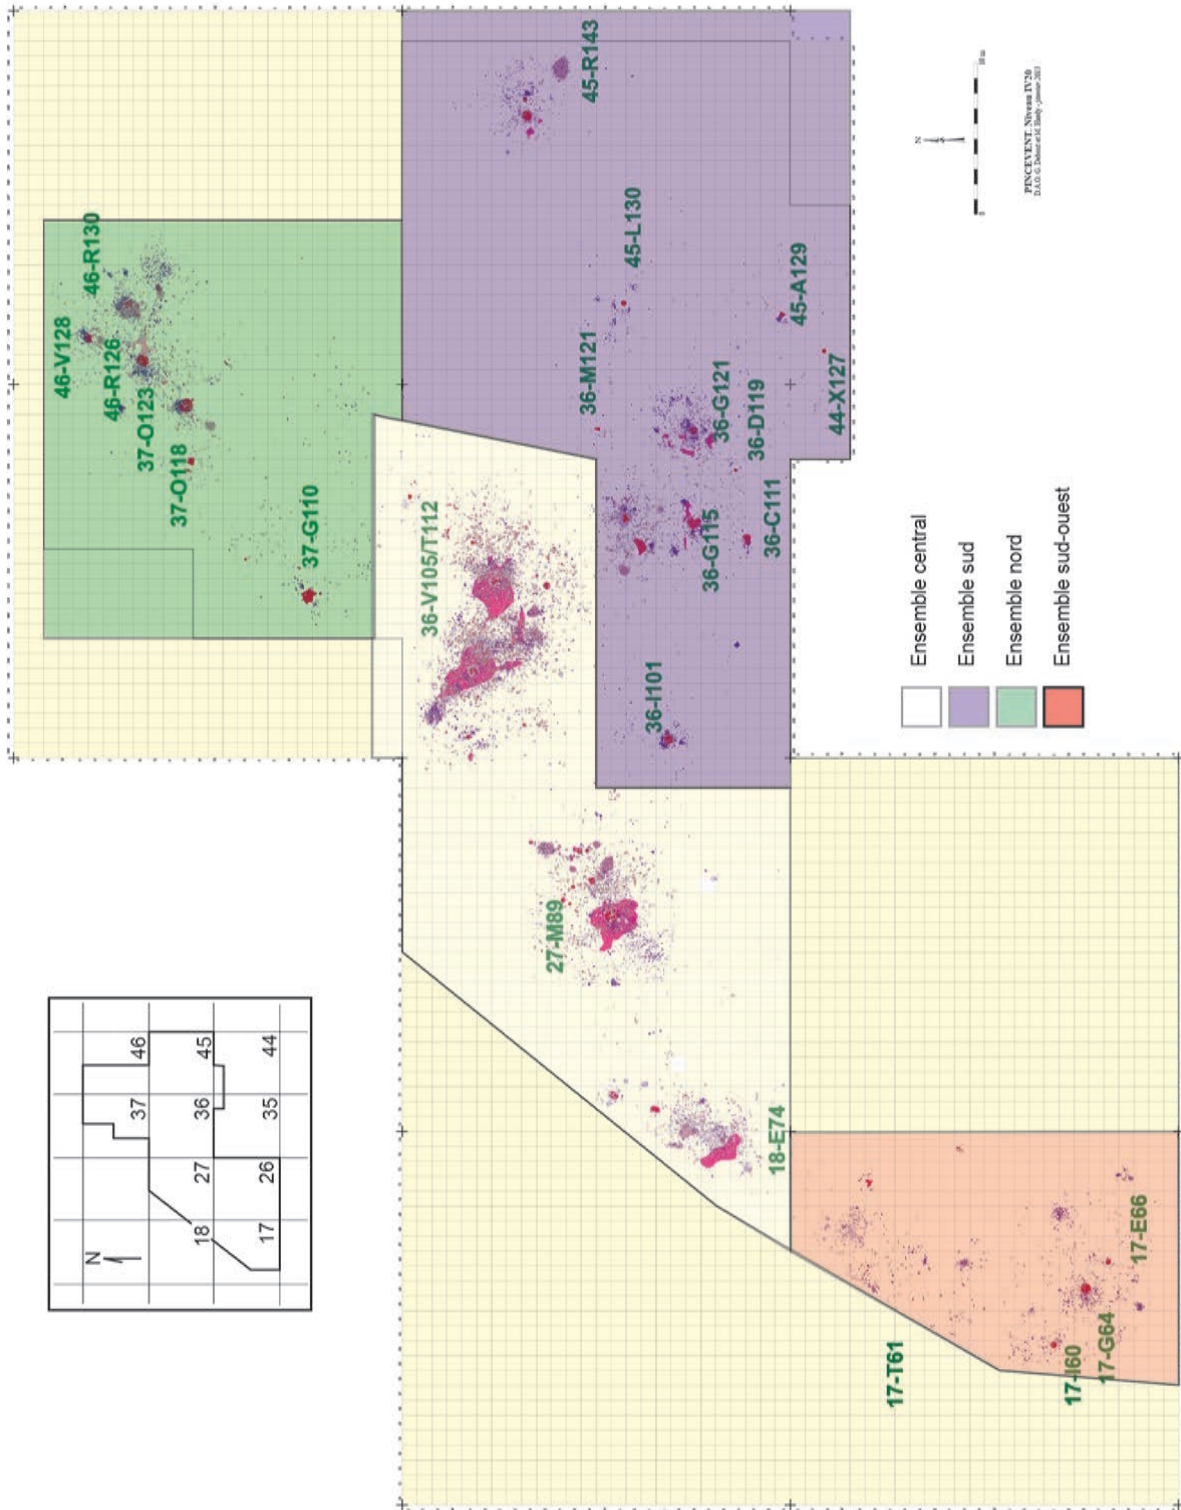 46-V128
46-R130
46-R126
37-O123
37-O118
37-G110
36-V105/T112
45-R143
45-L130
36-M121
45-A129
36-G121
36-D119
44-X127
36-G115
36-C111
36-I101
27-M89
18-E74
17-T61
17-I60
17-G64
17-E66
Ensemble central
Ensemble sud
Ensemble nord
Ensemble sud-ouest
N
0
PINCEVENT. Niveau IV20
N
37
46
18
27
36
45
17
26
35
44